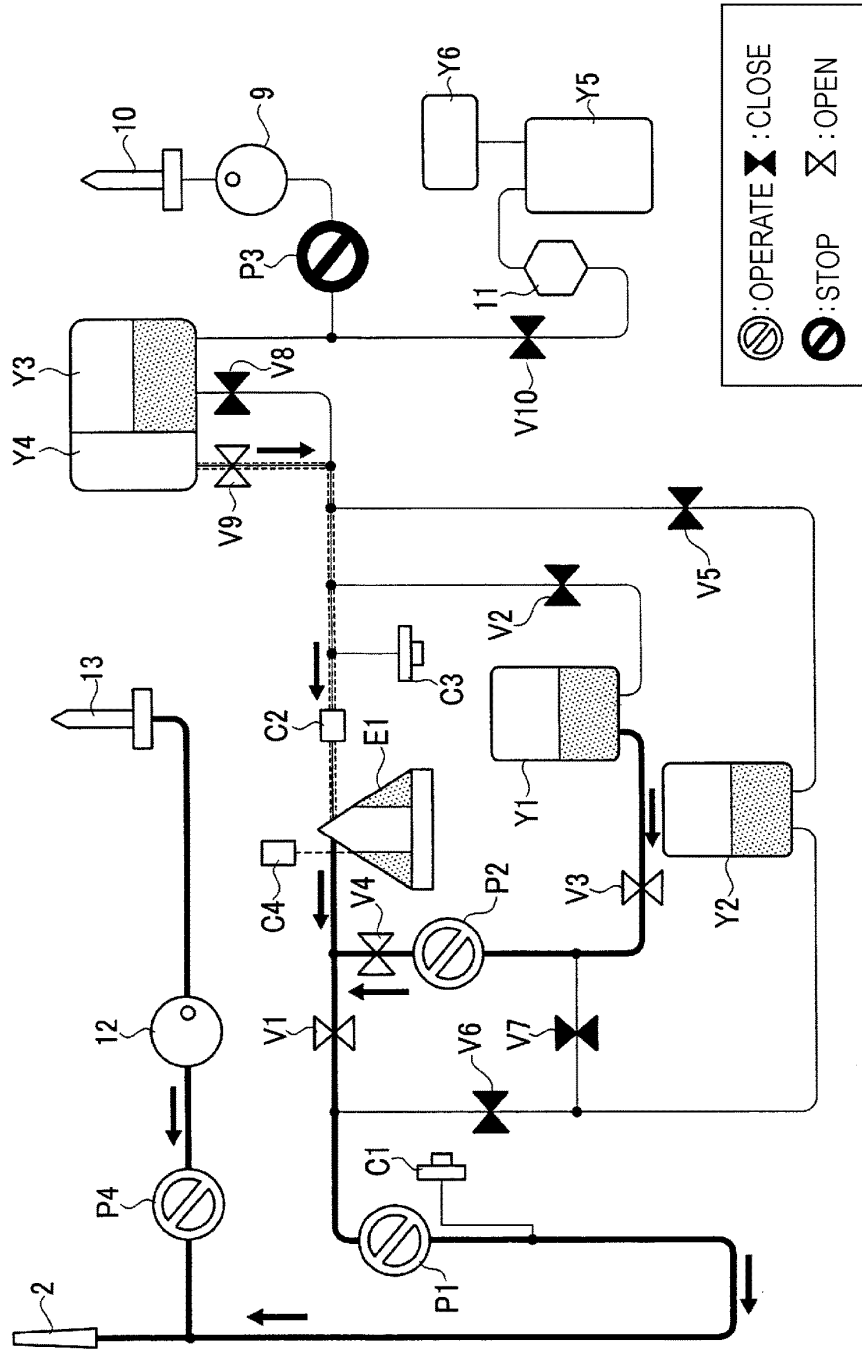 2
P4
12
13
C4
C2
E1
C3
V4
V1
P2
V6
V7
C1
P1
V3
Y1
Y2
V2
V5
Y4
Y3
V9
V8
V10
P3
9
10
11
Y6
Y5
:OPERATE
:CLOSE
:STOP
:OPEN